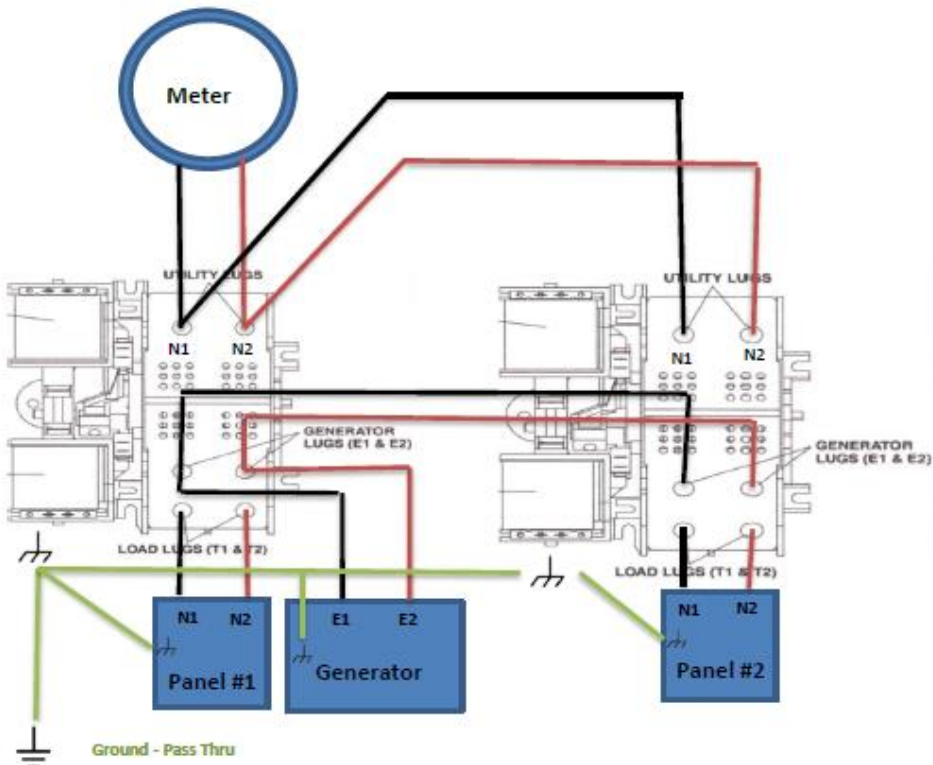 Meter
UTILITY LUGS
UTILITY LUGS
N1 N2
N1 N2
GENERATOR
LUGS (E1 & E2)
GENERATOR
LUGS (E1 & E2)
LOAD LUGS (T1 & T2)
LOAD LUGS (T1 & T2)
N1 N2
E1 E2
N1 N2
Panel #1
Generator
Panel #2
Ground - Pass Thru